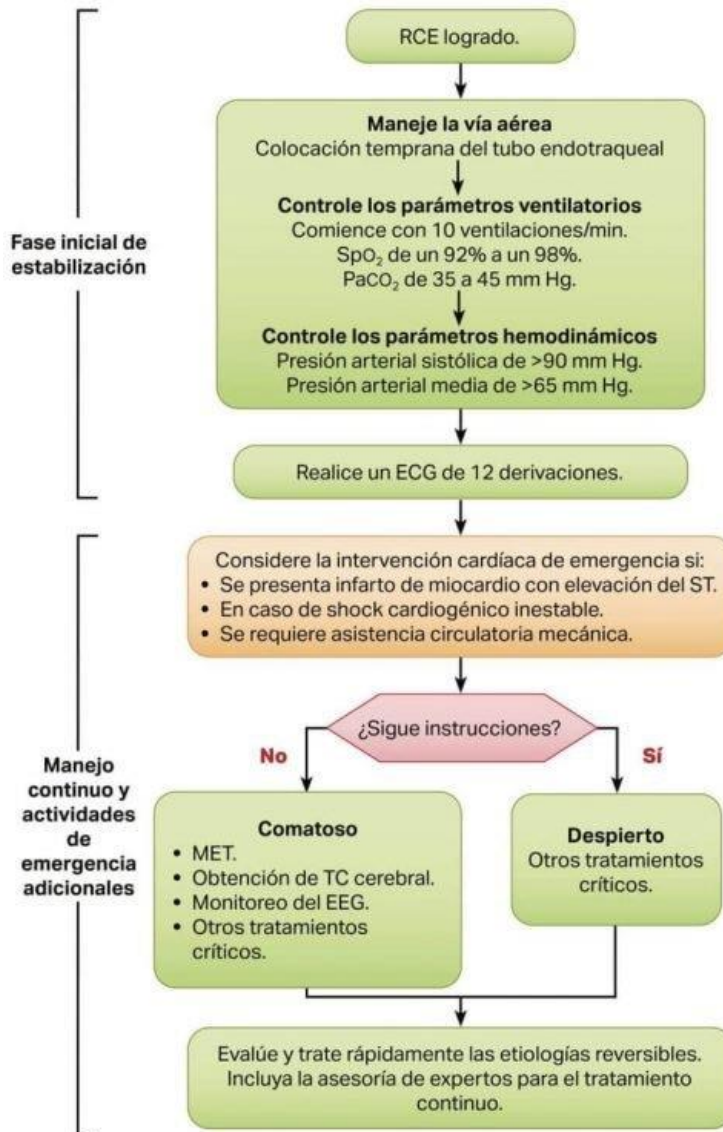 RCE logrado.
Maneje la vía aérea
Colocación temprana del tubo endotraqueal
Controle los parámetros ventilatorios
Comience con 10 ventilaciones/min.
SpO₂ de un 92% a un 98%.
PaCO₂ de 35 a 45 mm Hg.
Controle los parámetros hemodinámicos
Presión arterial sistólica de >90 mm Hg.
Presión arterial media de >65 mm Hg.
Realice un ECG de 12 derivaciones.
Fase inicial de
estabilización
Considere la intervención cardíaca de emergencia si:
• Se presenta infarto de miocardio con elevación del ST.
• En caso de shock cardiogénico inestable.
• Se requiere asistencia circulatoria mecánica.
¿Sigue instrucciones?
No
Sí
Manejo
continuo y
actividades
de
emergencia
adicionales
Comatoso
• MET.
• Obtención de TC cerebral.
• Monitoreo del EEG.
• Otros tratamientos
críticos.
Despierto
Otros tratamientos
críticos.
Evalúe y trate rápidamente las etiologías reversibles.
Incluya la asesoría de expertos para el tratamiento
continuo.